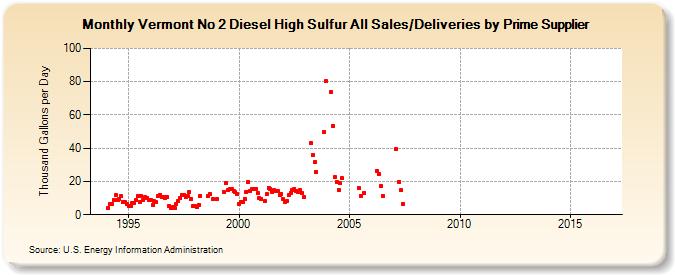 Monthly Vermont No 2 Diesel High Sulfur All Sales/Deliveries by Prime Supplier
Thousand Gallons per Day
100
80
60
40
20
0
1995 2000 2005 2010 2015
Source: U.S. Energy Information Administration